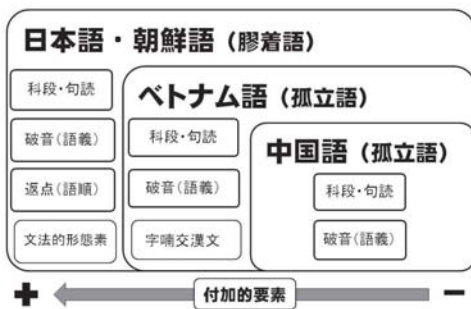 日本語・朝鮮語（膠着語）
科段・句読
破音（語義）
返点（語順）
文法的形態素
ベトナム語（孤立語）
科段・句読
破音（語義）
字喃交漢文
中国語（孤立語）
科段・句読
破音（語義）
+ 付加的要素 −